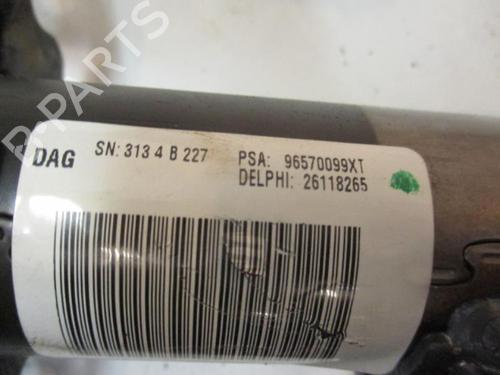 B-PARTS
DAG SN: 313 4 B 227 PSA: 96570099XT
DELPHI: 26118265